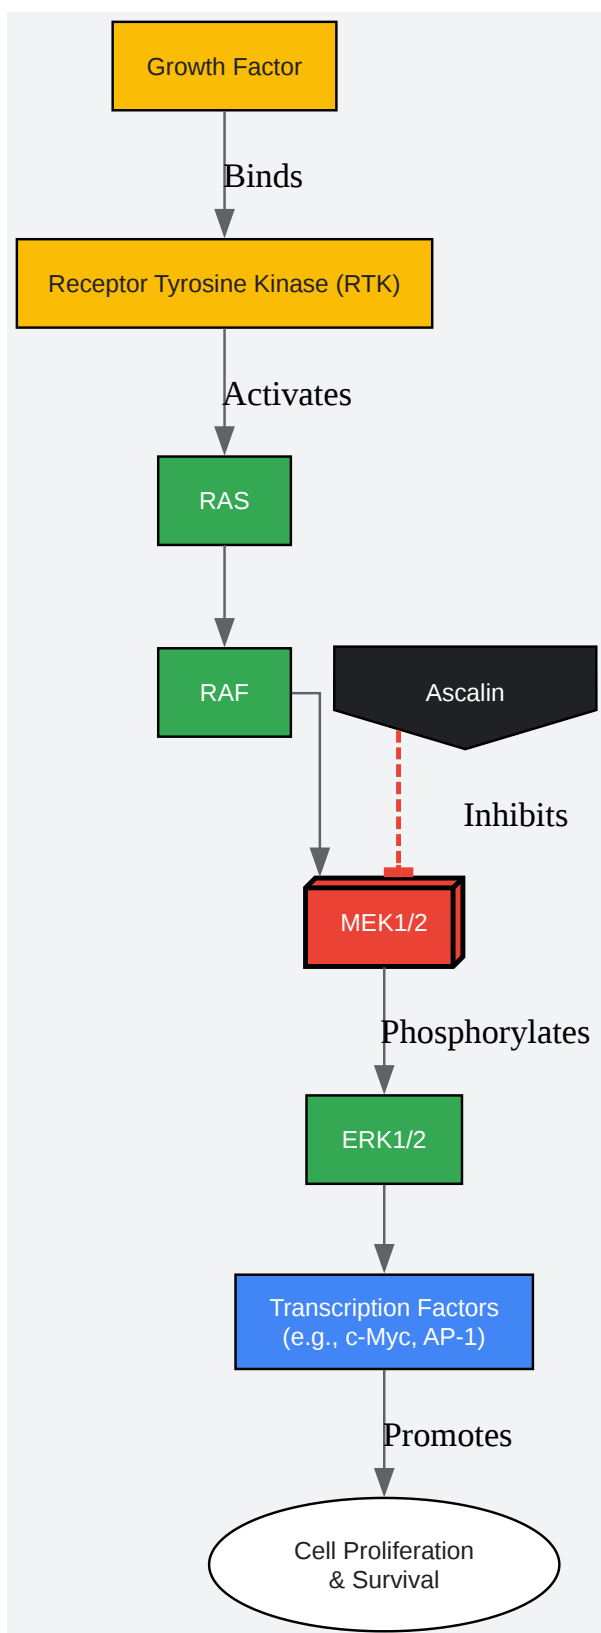 Growth Factor
Binds
Receptor Tyrosine Kinase (RTK)
Activates
RAS
RAF
Ascalin
Inhibits
MEK1/2
Phosphorylates
ERK1/2
Transcription Factors
(e.g., c-Myc, AP-1)
Promotes
Cell Proliferation
& Survival